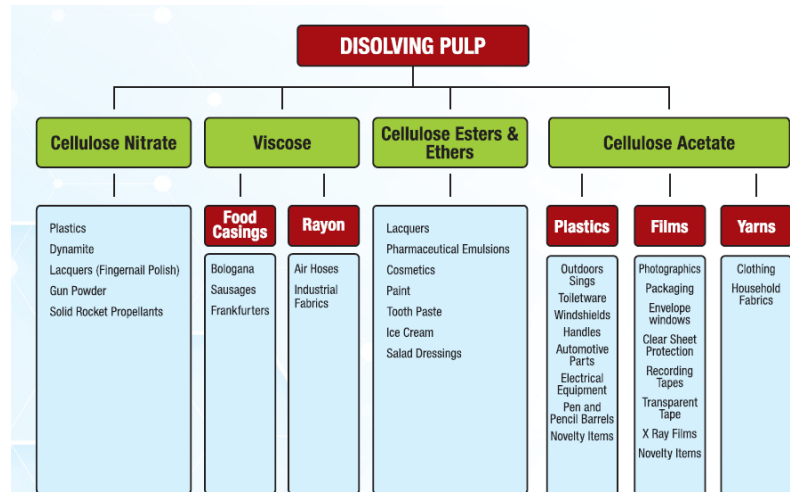 DISOLVING PULP
Cellulose Nitrate
Viscose
Cellulose Esters &
Ethers
Cellulose Acetate
Plastics
Dynamite
Lacquers (Fingernail Polish)
Gun Powder
Solid Rocket Propellants
Food
Casings
Bologana
Sausages
Frankfurters
Rayon
Air Hoses
Industrial
Fabrics
Lacquers
Pharmaceutical Emulsions
Cosmetics
Paint
Tooth Paste
Ice Cream
Salad Dressings
Plastics
Outdoors
Sings
Toiletware
Windshields
Handles
Automotive
Parts
Electrical
Equipment
Pen and
Pencil Barrels
Novelty Items
Films
Photographics
Packaging
Envelope
windows
Clear Sheet
Protection
Recording
Tapes
Transparent
Tape
X Ray Films
Novelty Items
Yarns
Clothing
Household
Fabrics